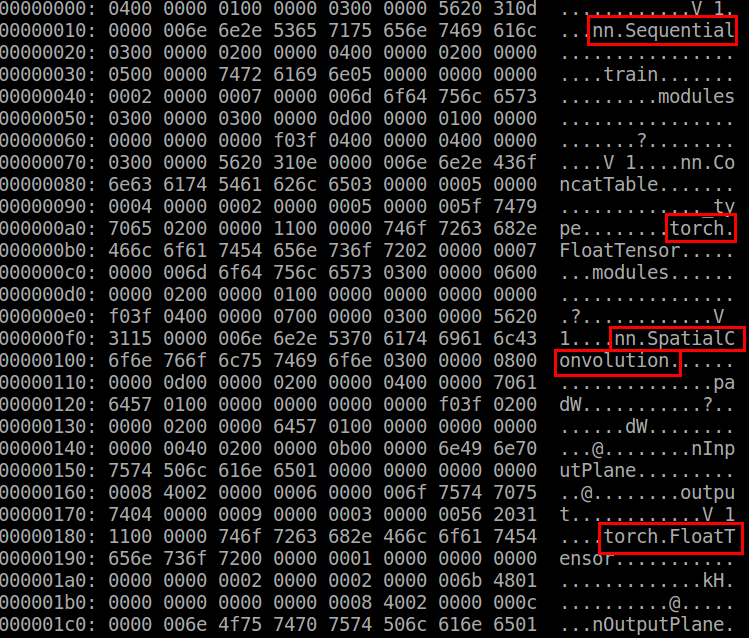 00000000: 0400 0000 0100 0000 0300 0000 5620 310d ............V 1.
00000010: 0000 006e 6e2e 5365 7175 656e 7469 616c ...nn.Sequential
00000020: 0300 0000 0200 0000 0400 0000 0200 0000 ................
00000030: 0500 0000 7472 6169 6e05 0000 0000 0000 ....train.......
00000040: 0002 0000 0007 0000 006d 6f64 756c 6573 .........modules
00000050: 0300 0000 0300 0000 0d00 0000 0100 0000 ................
00000060: 0000 0000 0000 f03f 0400 0000 0400 0000 .......?........
00000070: 0300 0000 5620 310e 0000 006e 6e2e 436f ....V 1....nn.Co
00000080: 6e63 6174 5461 626c 6503 0000 0005 0000 ncatTable.......
00000090: 0004 0000 0002 0000 0005 0000 005f 7479 ............._ty
000000a0: 7065 0200 0000 1100 0000 746f 7263 682e pe........torch.
000000b0: 466c 6f61 7454 656e 736f 7202 0000 0007 FloatTensor.....
000000c0: 0000 006d 6f64 756c 6573 0300 0000 0600 ...modules......
000000d0: 0000 0200 0000 0100 0000 0000 0000 0000 ................
000000e0: f03f 0400 0000 0700 0000 0300 0000 5620 .?............V
000000f0: 3115 0000 006e 6e2e 5370 6174 6961 6c43 1....nn.SpatialC
00000100: 6f6e 766f 6c75 7469 6f6e 0300 0000 0800 onvolution......
00000110: 0000 0d00 0000 0200 0000 0400 0000 7061 ..............pa
00000120: 6457 0100 0000 0000 0000 0000 f03f 0200 dW...........?..
00000130: 0000 0200 0000 6457 0100 0000 0000 0000 ......dW........
00000140: 0000 0040 0200 0000 0b00 0000 6e49 6e70 ...@........nInp
00000150: 7574 506c 616e 6501 0000 0000 0000 0000 utPlane.........
00000160: 0008 4002 0000 0006 0000 006f 7574 7075 ..@........outpu
00000170: 7404 0000 0009 0000 0003 0000 0056 2031 t............V 1
00000180: 1100 0000 746f 7263 682e 466c 6f61 7454 ....torch.FloatT
00000190: 656e 736f 7200 0000 0001 0000 0000 0000 ensor...........
000001a0: 0000 0000 0002 0000 0002 0000 006b 4801 .............kH.
000001b0: 0000 0000 0000 0000 0008 4002 0000 000c ..........@.....
000001c0: 0000 006e 4f75 7470 7574 506c 616e 6501 ...nOutputPlane.